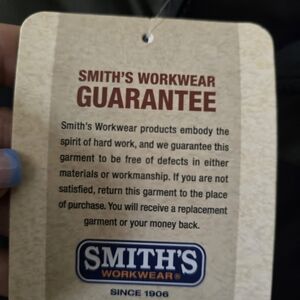 SMITH'S WORKWEAR
GUARANTEE
Smith's Workwear products embody the
spirit of hard work, and we guarantee this
garment to be free of defects in either
materials or workmanship. If you are not
satisfied, return this garment to the place
of purchase. You will receive a replacement
garment or your money back.
SMITH'S
WORKWEAR®
SINCE 1906